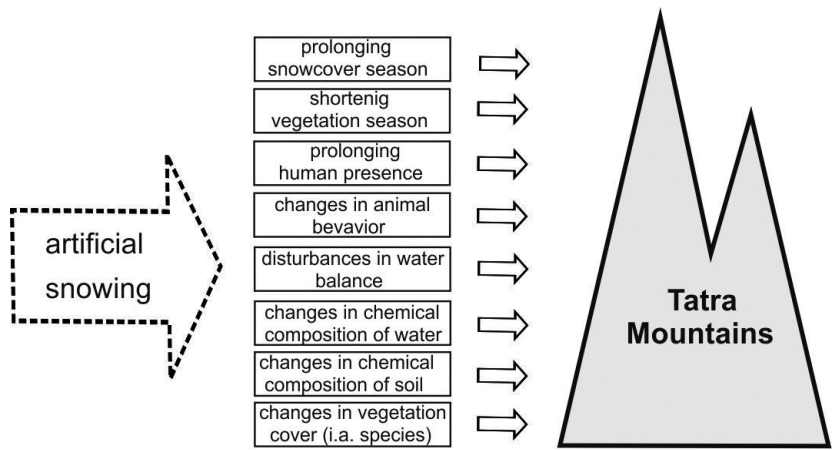 artificial
snowing
prolonging
snowcover season
shortenig
vegetation season
prolonging
human presence
changes in animal
bevavior
disturbances in water
balance
changes in chemical
composition of water
changes in chemical
composition of soil
changes in vegetation
cover (i.a. species)
Tatra
Mountains